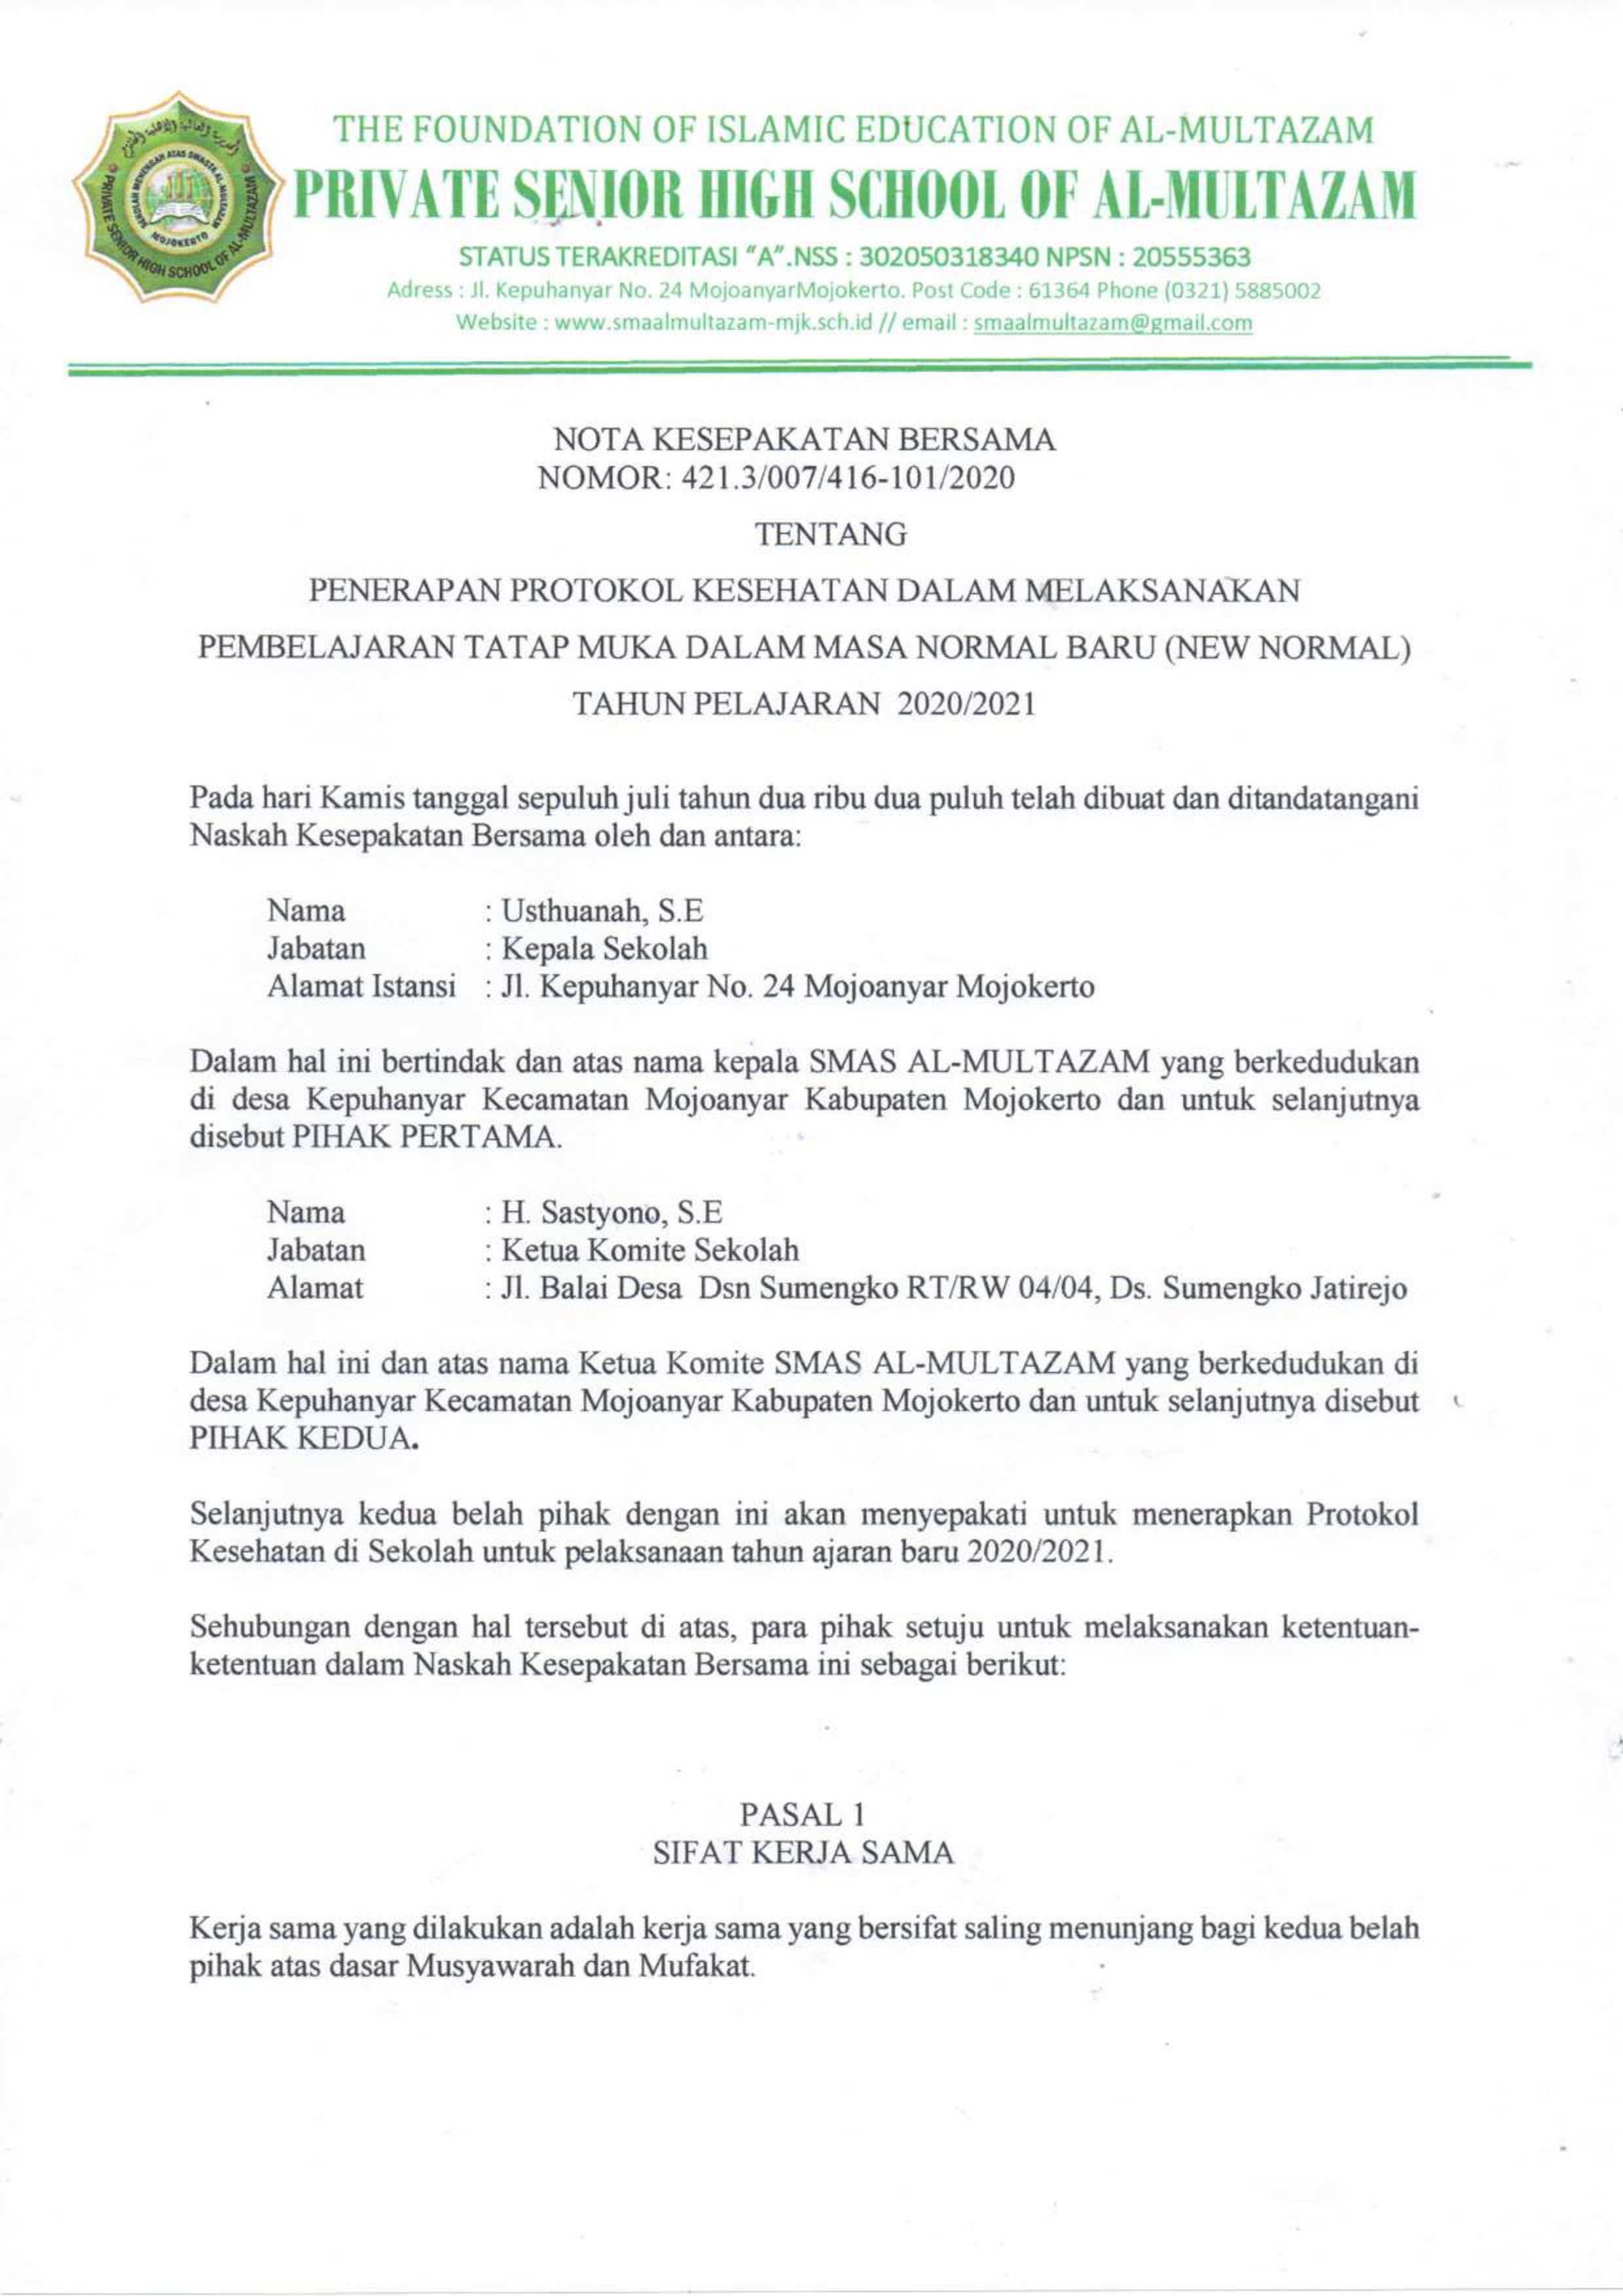 THE FOUNDATION OF ISLAMIC EDUCATION OF AL-MULTAZAM
PRIVATE SENIOR HIGH SCHOOL OF AL-MULTAZAM
STATUS TERAKREDITASI "A".NSS : 302050318340 NPSN : 20555363
Adress : Jl. Kepuhanyar No. 24 MojoanyarMojokerto. Post Code : 61364 Phone (0321) 5885002
Website : www.smaalmultazam-mjk.sch.id // email : smaalmultazam@gmail.com
PRIVATE SENIOR HIGH SCHOOL OF AL-MULTAZAM
SEKOLAH MENENGAH ATAS SWASTA AL-MULTAZAM
MOJOKERTO
NOTA KESEPAKATAN BERSAMA
NOMOR: 421.3/007/416-101/2020
TENTANG
PENERAPAN PROTOKOL KESEHATAN DALAM MELAKSANAKAN
PEMBELAJARAN TATAP MUKA DALAM MASA NORMAL BARU (NEW NORMAL)
TAHUN PELAJARAN 2020/2021
Pada hari Kamis tanggal sepuluh juli tahun dua ribu dua puluh telah dibuat dan ditandatangani
Naskah Kesepakatan Bersama oleh dan antara:
Nama : Usthuanah, S.E
Jabatan : Kepala Sekolah
Alamat Istansi : Jl. Kepuhanyar No. 24 Mojoanyar Mojokerto
Dalam hal ini bertindak dan atas nama kepala SMAS AL-MULTAZAM yang berkedudukan
di desa Kepuhanyar Kecamatan Mojoanyar Kabupaten Mojokerto dan untuk selanjutnya
disebut PIHAK PERTAMA.
Nama : H. Sastyono, S.E
Jabatan : Ketua Komite Sekolah
Alamat : Jl. Balai Desa Dsn Sumengko RT/RW 04/04, Ds. Sumengko Jatirejo
Dalam hal ini dan atas nama Ketua Komite SMAS AL-MULTAZAM yang berkedudukan di
desa Kepuhanyar Kecamatan Mojoanyar Kabupaten Mojokerto dan untuk selanjutnya disebut
PIHAK KEDUA.
Selanjutnya kedua belah pihak dengan ini akan menyepakati untuk menerapkan Protokol
Kesehatan di Sekolah untuk pelaksanaan tahun ajaran baru 2020/2021.
Sehubungan dengan hal tersebut di atas, para pihak setuju untuk melaksanakan ketentuan-
ketentuan dalam Naskah Kesepakatan Bersama ini sebagai berikut:
PASAL 1
SIFAT KERJA SAMA
Kerja sama yang dilakukan adalah kerja sama yang bersifat saling menunjang bagi kedua belah
pihak atas dasar Musyawarah dan Mufakat.